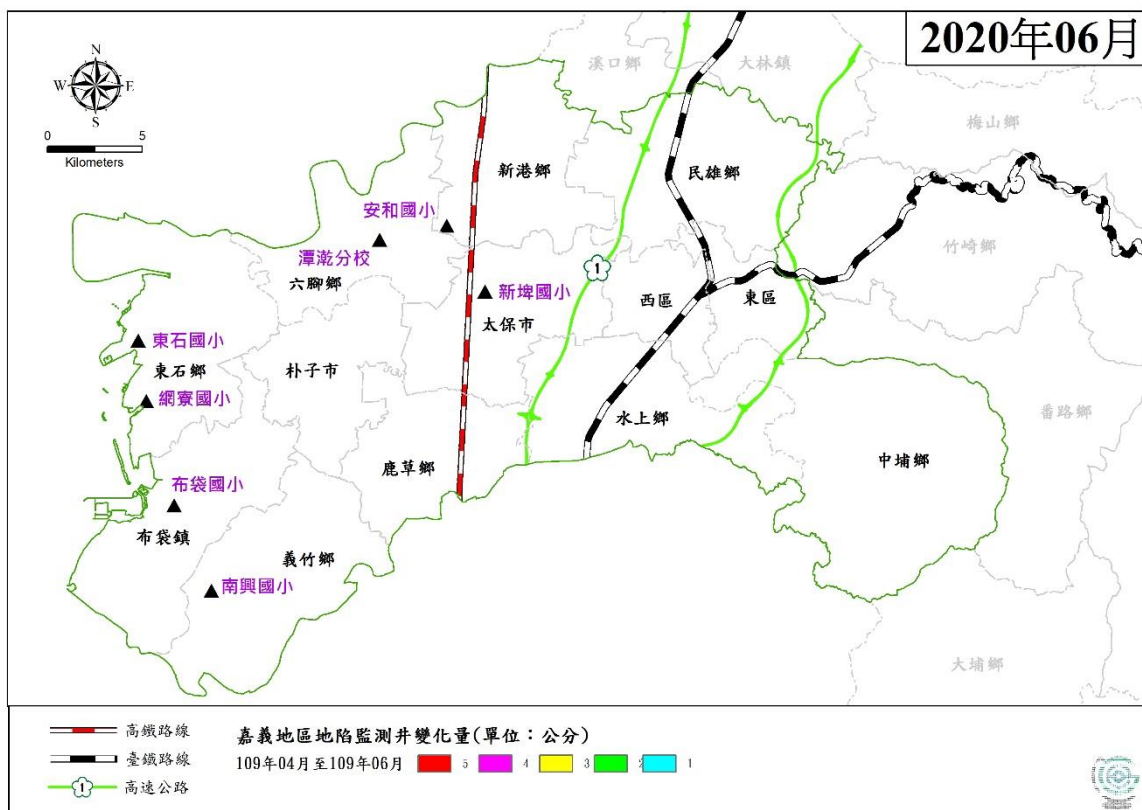 2020年06月
N
W
E
S
0 5
Kilometers
溪口鄉
大林鎮
梅山鄉
新港鄉
民雄鄉
安和國小
潭墘分校
六腳鄉
竹崎鄉
1
新埤國小
西區
東區
太保市
東石國小
東石鄉
朴子市
網寮國小
番路鄉
水上鄉
中埔鄉
鹿草鄉
布袋國小
布袋鎮
義竹鄉
南興國小
大埔鄉
高鐵路線
臺鐵路線
1 高速公路
嘉義地區地陷監測井變化量(單位：公分)
109年04月至109年06月 5 4 3 2 1